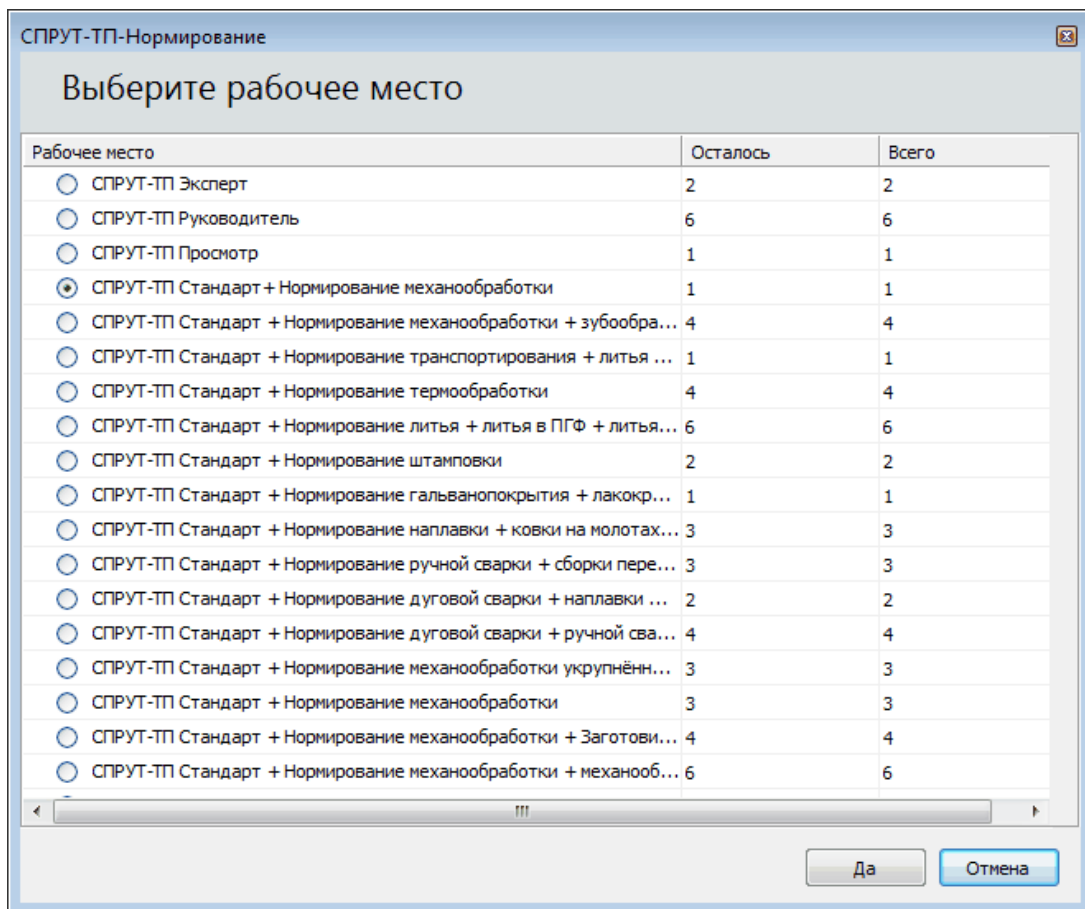 СПРУТ-ТП-Нормирование
Выберите рабочее место
Рабочее место Осталось Всего
СПРУТ-ТП Эксперт 2 2
СПРУТ-ТП Руководитель 6 6
СПРУТ-ТП Просмотр 1 1
СПРУТ-ТП Стандарт+ Нормирование механообработки 1 1
СПРУТ-ТП Стандарт + Нормирование механообработки + зубообра... 4 4
СПРУТ-ТП Стандарт + Нормирование транспортирования + литья ... 1 1
СПРУТ-ТП Стандарт + Нормирование термообработки 4 4
СПРУТ-ТП Стандарт + Нормирование литья + литья в ПГФ + литья... 6 6
СПРУТ-ТП Стандарт + Нормирование штамповки 2 2
СПРУТ-ТП Стандарт + Нормирование гальванопокрытия + лакокр... 1 1
СПРУТ-ТП Стандарт + Нормирование наплавки + ковки на молотах... 3 3
СПРУТ-ТП Стандарт + Нормирование ручной сварки + сборки пере... 3 3
СПРУТ-ТП Стандарт + Нормирование дуговой сварки + наплавки ... 2 2
СПРУТ-ТП Стандарт + Нормирование дуговой сварки + ручной сва... 4 4
СПРУТ-ТП Стандарт + Нормирование механообработки укрупнённ... 3 3
СПРУТ-ТП Стандарт + Нормирование механообработки 3 3
СПРУТ-ТП Стандарт + Нормирование механообработки + Заготови... 4 4
СПРУТ-ТП Стандарт + Нормирование механообработки + механооб... 6 6
Да Отмена